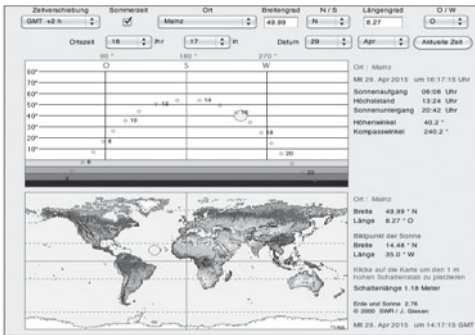 Zeitverschiebung Sommerzeit Ort Breitengrad N / S Längengrad O / W
GMT +2 h Mainz 49.99 N 8.27 O
Ortszeit 16 Uhr 17 in Datum 29 Apr Aktuelle Zeit
90 ° 180 ° 270 °
O S W
80°
70°
60°
50°
40°
30°
20°
10°
8 10 12 14 16 18 20
Ort : Mainz
Mit 29. Apr 2015 um 16:17:15 Uhr
Sonnenaufgang 06:08 Uhr
Höchststand 13:24 Uhr
Sonnenuntergang 20:42 Uhr
Höhenwinkel 40.2 °
Kompasswinkel 240.2 °
Ort : Mainz
Breite 49.99 ° N
Länge 8.27 ° O
Bildpunkt der Sonne
Breite 14.48 ° N
Länge 35.0 ° W
Klicke auf die Karte um den 1 m
hohen Schattenstab zu platzieren
Schattenlänge 1.18 Meter
Erde und Sonne 2.76
© 2000 SWR / J. Giesen
Mit 29. Apr 2015 um 14:17:15 GMT